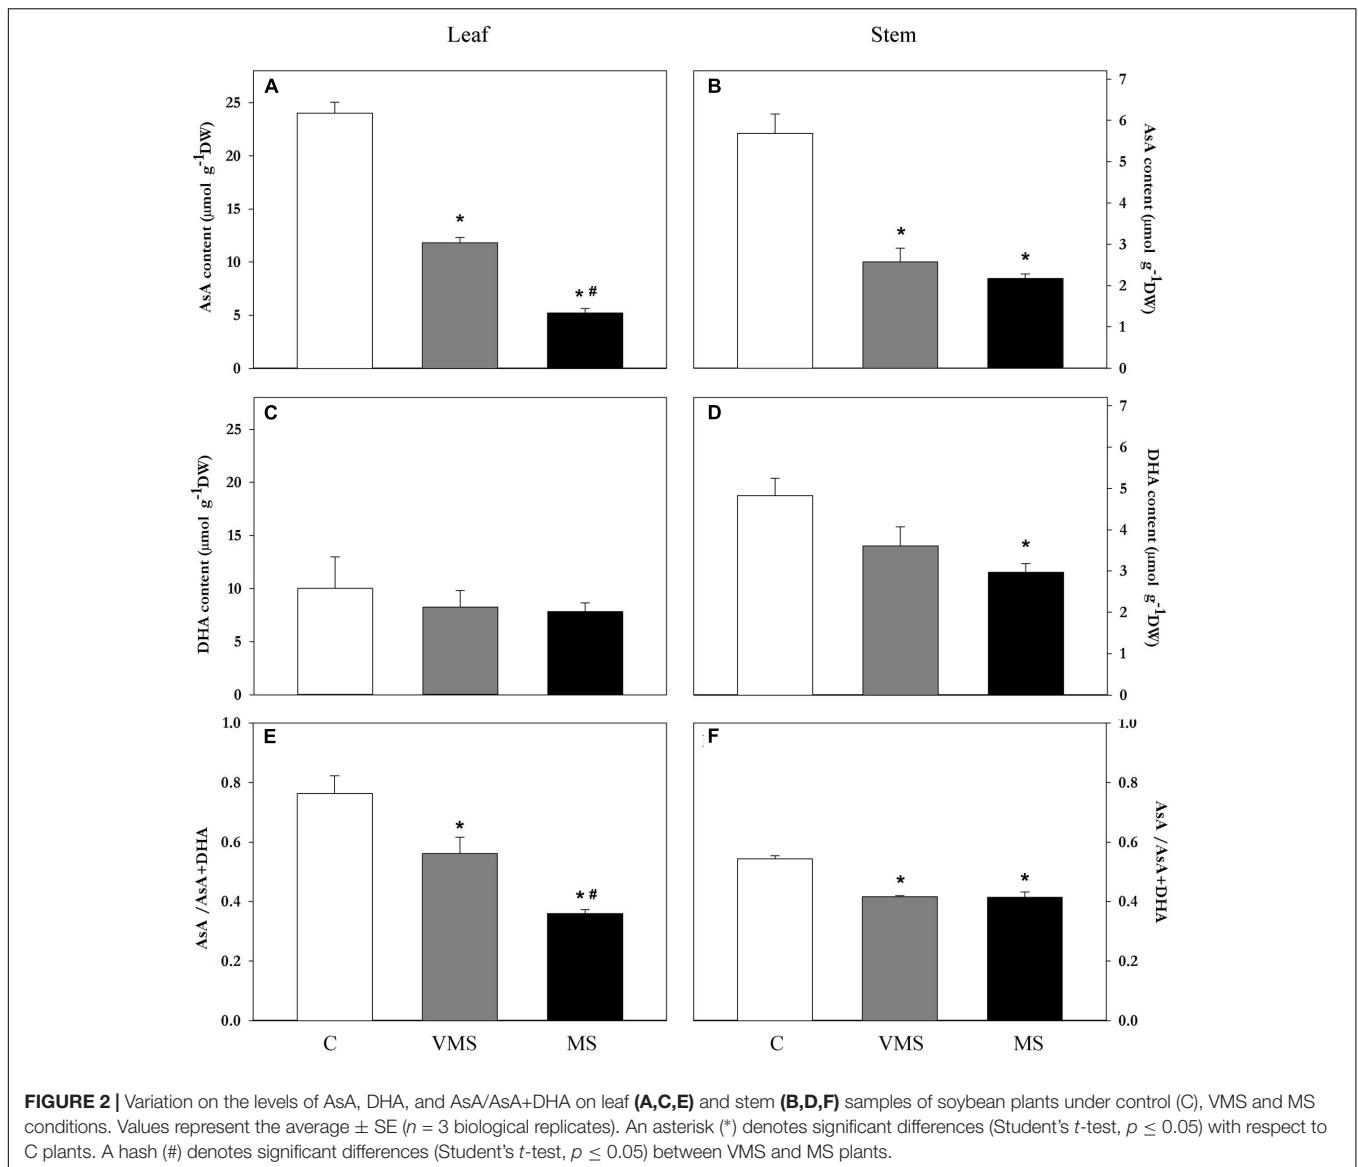 Leaf Stem
A
25
20
15
10
5
0
AsA content (μmol g-1DW)
*
* #
B
7
6
5
4
3
2
1
0
AsA content (μmol g-1DW)
*
*
C
25
20
15
10
5
0
DHA content (μmol g-1DW)
D
7
6
5
4
3
2
1
0
DHA content (μmol g-1DW)
*
E
1.0
0.8
0.6
0.4
0.2
0.0
AsA /AsA+DHA
*
* #
F
1.0
0.8
0.6
0.4
0.2
0.0
AsA /AsA+DHA
*
*
C VMS MS C VMS MS
FIGURE 2 | Variation on the levels of AsA, DHA, and AsA/AsA+DHA on leaf (A,C,E) and stem (B,D,F) samples of soybean plants under control (C), VMS and MS
conditions. Values represent the average ± SE (n = 3 biological replicates). An asterisk (*) denotes significant differences (Student's t-test, p ≤ 0.05) with respect to
C plants. A hash (#) denotes significant differences (Student's t-test, p ≤ 0.05) between VMS and MS plants.